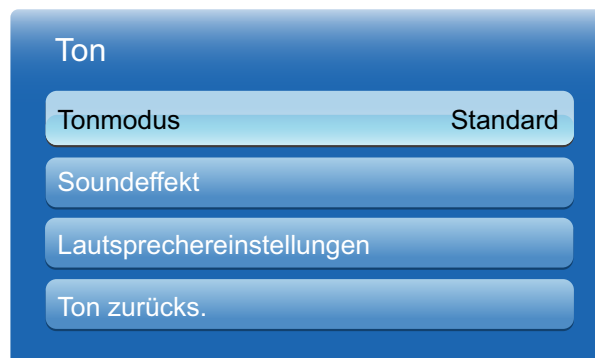 Ton
Tonmodus Standard
Soundeffekt
Lautsprechereinstellungen
Ton zurücks.